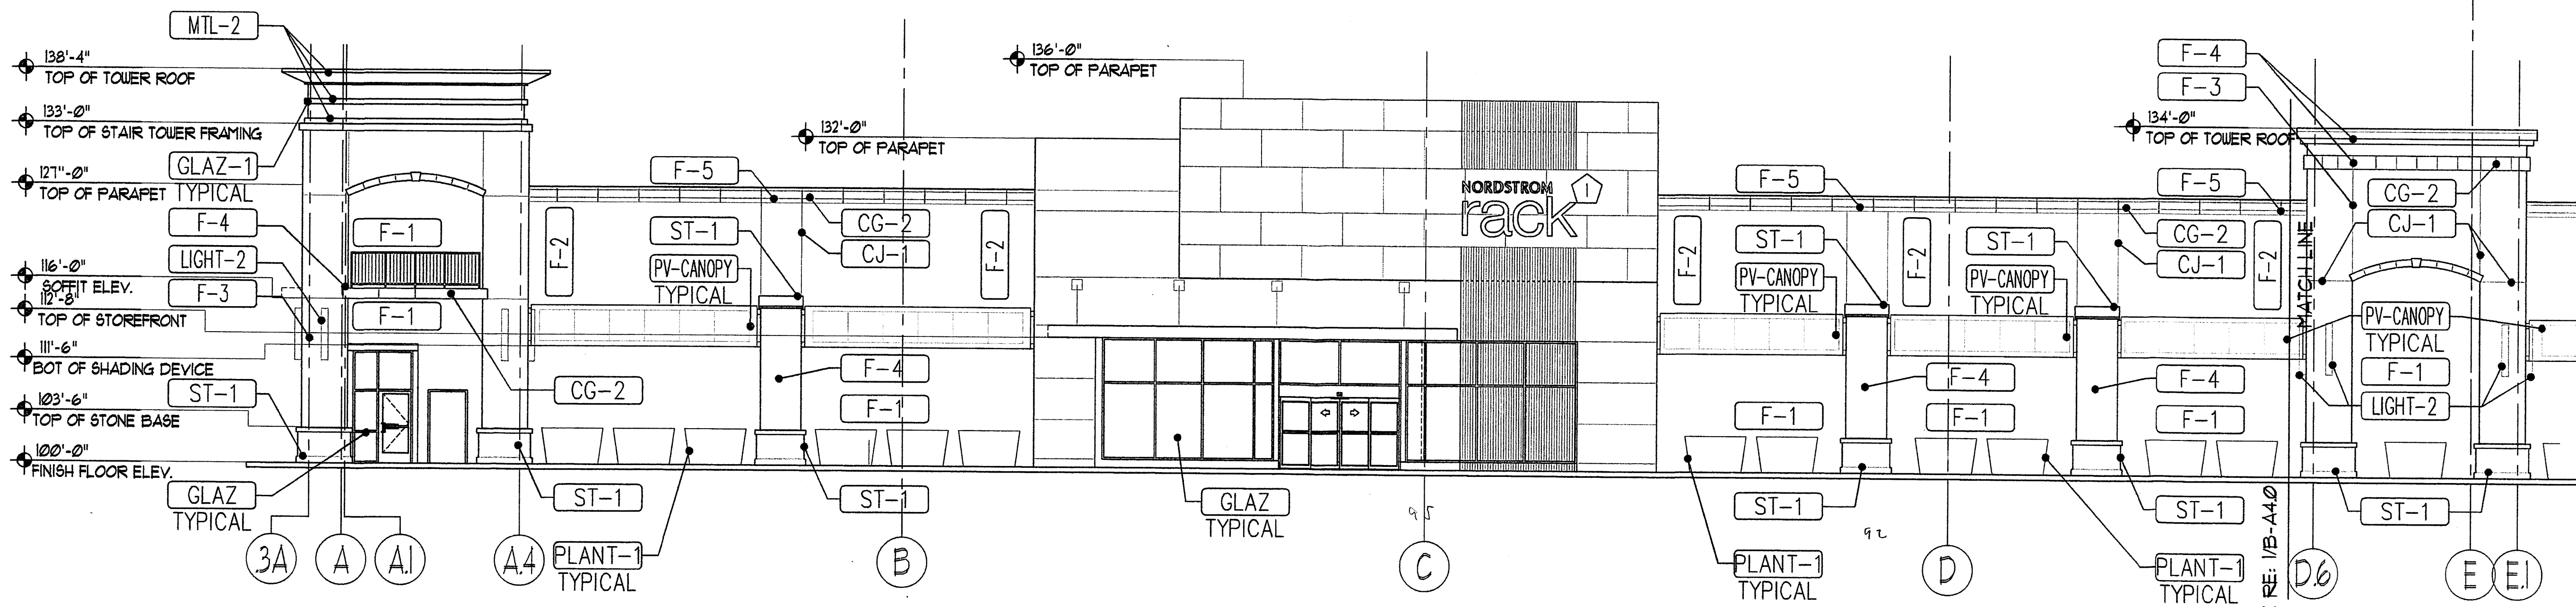 MTL-2
138'-4"
TOP OF TOWER ROOF
133'-0"
TOP OF STAIR TOWER FRAMING
GLAZ-1
TYPICAL
127"-0"
TOP OF PARAPET
F-4
F-1
LIGHT-2
116'-0"
SOFFIT ELEV.
F-3
112'-8"
TOP OF STOREFRONT
F-1
111'-6"
BOT OF SHADING DEVICE
ST-1
CG-2
103'-6"
TOP OF STONE BASE
100'-0"
FINISH FLOOR ELEV.
GLAZ
TYPICAL
ST-1
PLANT-1
TYPICAL
3A
A
A.1
A.4
F-2
F-5
ST-1
CG-2
CJ-1
PV-CANOPY
TYPICAL
F-2
F-4
F-1
ST-1
B
132'-0"
TOP OF PARAPET
136'-0"
TOP OF PARAPET
NORDSTROM
rack
1
GLAZ
TYPICAL
95
C
F-5
F-2
ST-1
PV-CANOPY
TYPICAL
F-2
ST-1
PV-CANOPY
TYPICAL
F-4
F-1
F-4
F-1
ST-1
92
PLANT-1
TYPICAL
D
F-4
F-3
134'-0"
TOP OF TOWER ROOF
F-5
CG-2
CJ-1
F-2
F-4
F-1
ST-1
PLANT-1
TYPICAL
MATCH LINE
RE: 1/B-A4.0
CG-2
CJ-1
PV-CANOPY
TYPICAL
F-1
LIGHT-2
ST-1
D.6
E
E.1